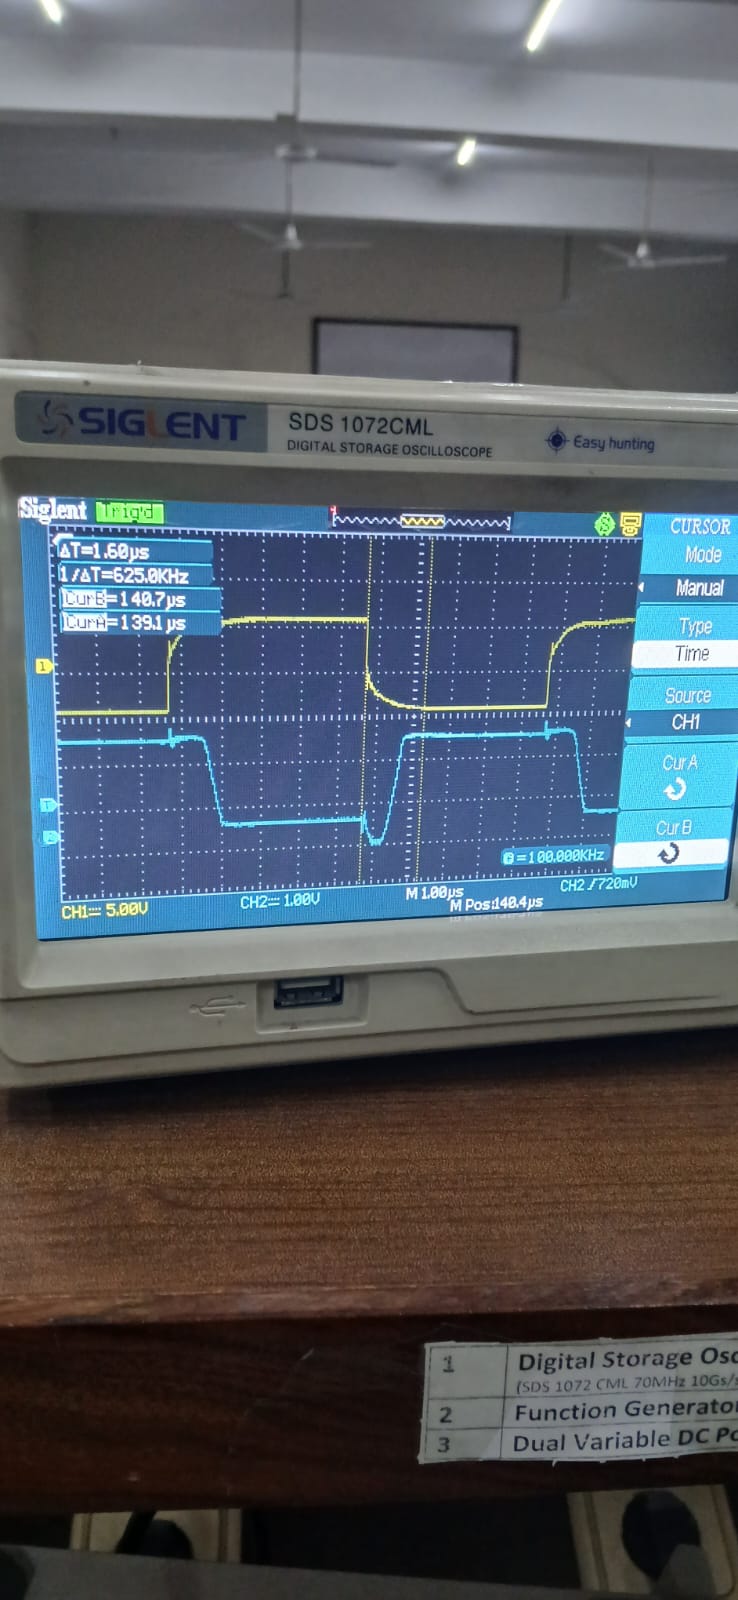 SIGLENT
SDS 1072CML
DIGITAL STORAGE OSCILLOSCOPE
Easy hunting
Siglent Trig'd
CURSOR
Mode
Manual
Type
Time
Source
CH1
CurA
CurB
ΔT=1.60µs
1/ΔT=625.0KHz
CurB=140.7µs
CurA=139.1µs
1
=100.000KHz
CH1 5.00V
CH2 1.00V
M 1.00µs
M Pos:140.4µs
CH2 /720mV
1 Digital Storage
(SDS 1072 CML 70MHz 10Gs/s
2 Function Generator
3 Dual Variable DC